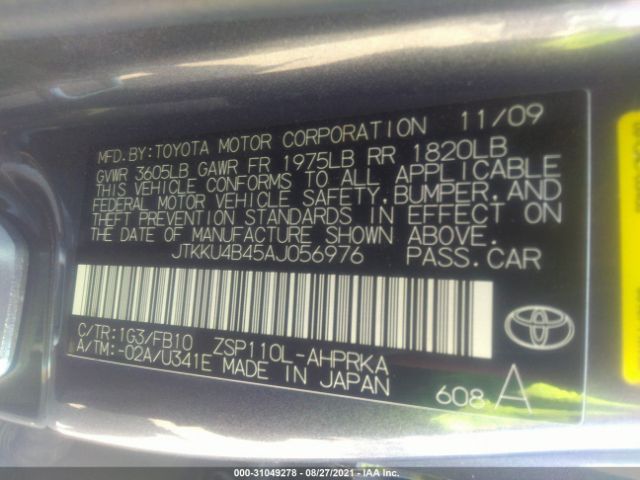 MFD.BY:TOYOTA MOTOR CORPORATION 11/09
GVWR 3605LB GAWR FR 1975LB RR 1820LB
THIS VEHICLE CONFORMS TO ALL APPLICABLE
FEDERAL MOTOR VEHICLE SAFETY,BUMPER,AND
THEFT PREVENTION STANDARDS IN EFFECT ON
THE DATE OF MANUFACTURE SHOWN ABOVE.
JTKKU4B45AJ056976 PASS.CAR
C/TR:1G3/FB10 ZSP110L-AHPRKA
A/TM:-02A/U341E MADE IN JAPAN
608 A
000-31049278 - 08/27/2021 - IAAI.com